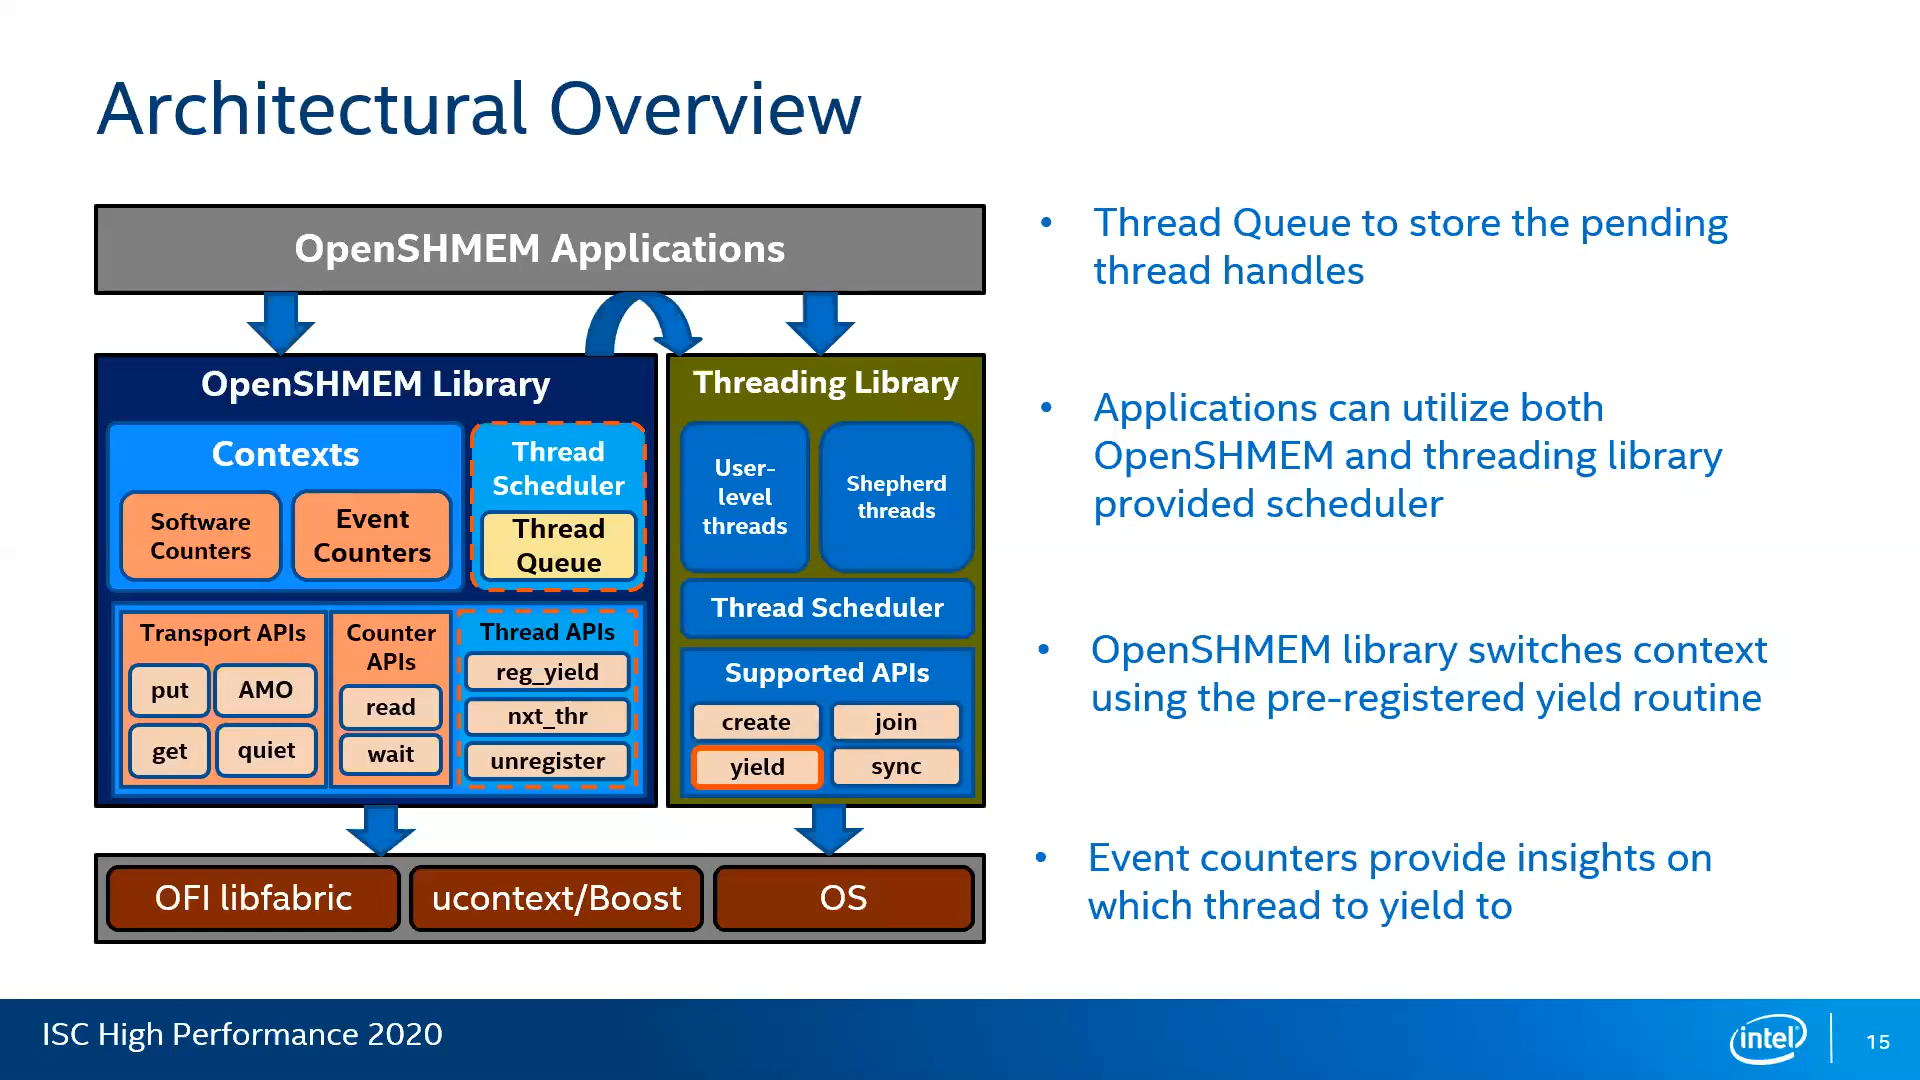 Architectural Overview
OpenSHMEM Applications
OpenSHMEM Library
Contexts
Software
Counters
Event
Counters
Thread
Scheduler
Thread
Queue
Transport APIs
put
AMO
get
quiet
Counter
APIs
read
wait
Thread APIs
reg_yield
nxt_thr
unregister
Threading Library
User-
level
threads
Shepherd
threads
Thread Scheduler
Supported APIs
create
join
yield
sync
OFI libfabric
ucontext/Boost
OS
• Thread Queue to store the pending
thread handles
• Applications can utilize both
OpenSHMEM and threading library
provided scheduler
• OpenSHMEM library switches context
using the pre-registered yield routine
• Event counters provide insights on
which thread to yield to
ISC High Performance 2020
intel
15